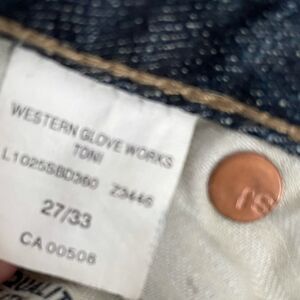 WESTERN GLOVE WORKS
TONI
L1025SBD360 Z3446
27/33
CA 00508